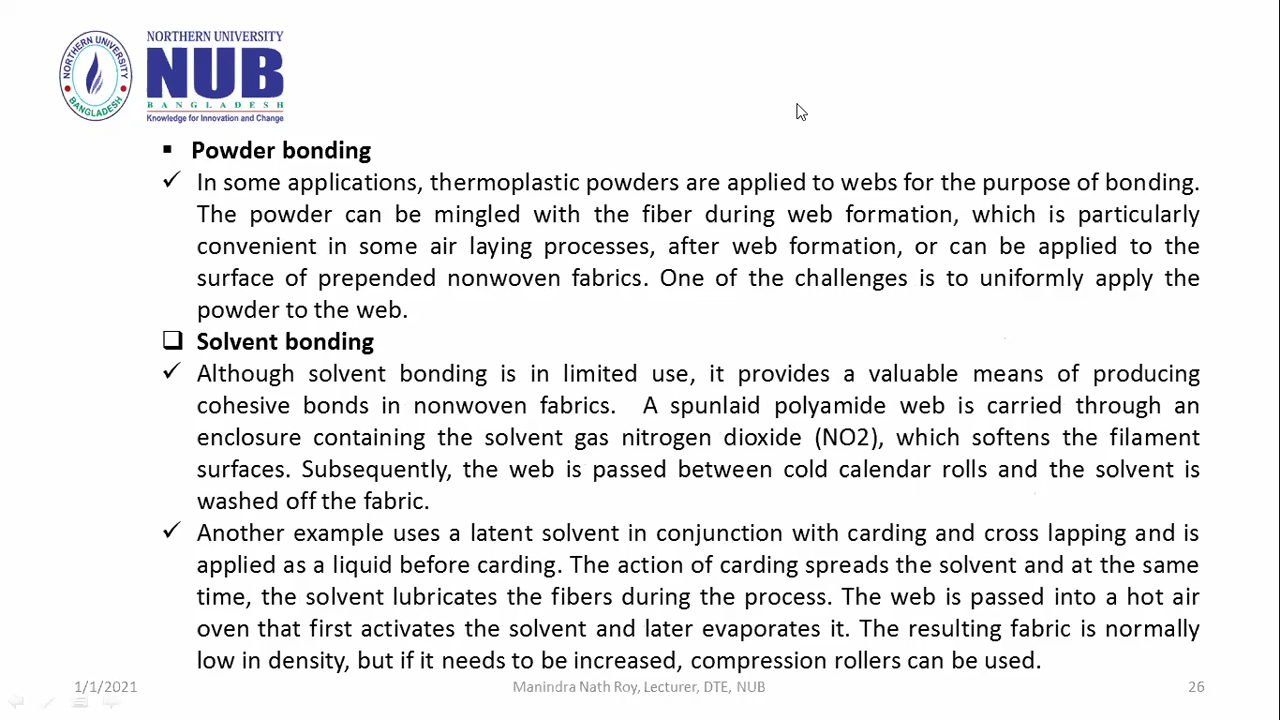 NORTHERN UNIVERSITY
NUB
BANGLADESH
Knowledge for Innovation and Change
NORTHERN UNIVERSITY
BANGLADESH
▪ Powder bonding
✓ In some applications, thermoplastic powders are applied to webs for the purpose of bonding.
The powder can be mingled with the fiber during web formation, which is particularly
convenient in some air laying processes, after web formation, or can be applied to the
surface of prepended nonwoven fabrics. One of the challenges is to uniformly apply the
powder to the web.
❑ Solvent bonding
✓ Although solvent bonding is in limited use, it provides a valuable means of producing
cohesive bonds in nonwoven fabrics. A spunlaid polyamide web is carried through an
enclosure containing the solvent gas nitrogen dioxide (NO2), which softens the filament
surfaces. Subsequently, the web is passed between cold calendar rolls and the solvent is
washed off the fabric.
✓ Another example uses a latent solvent in conjunction with carding and cross lapping and is
applied as a liquid before carding. The action of carding spreads the solvent and at the same
time, the solvent lubricates the fibers during the process. The web is passed into a hot air
oven that first activates the solvent and later evaporates it. The resulting fabric is normally
low in density, but if it needs to be increased, compression rollers can be used.
1/1/2021
Manindra Nath Roy, Lecturer, DTE, NUB
26